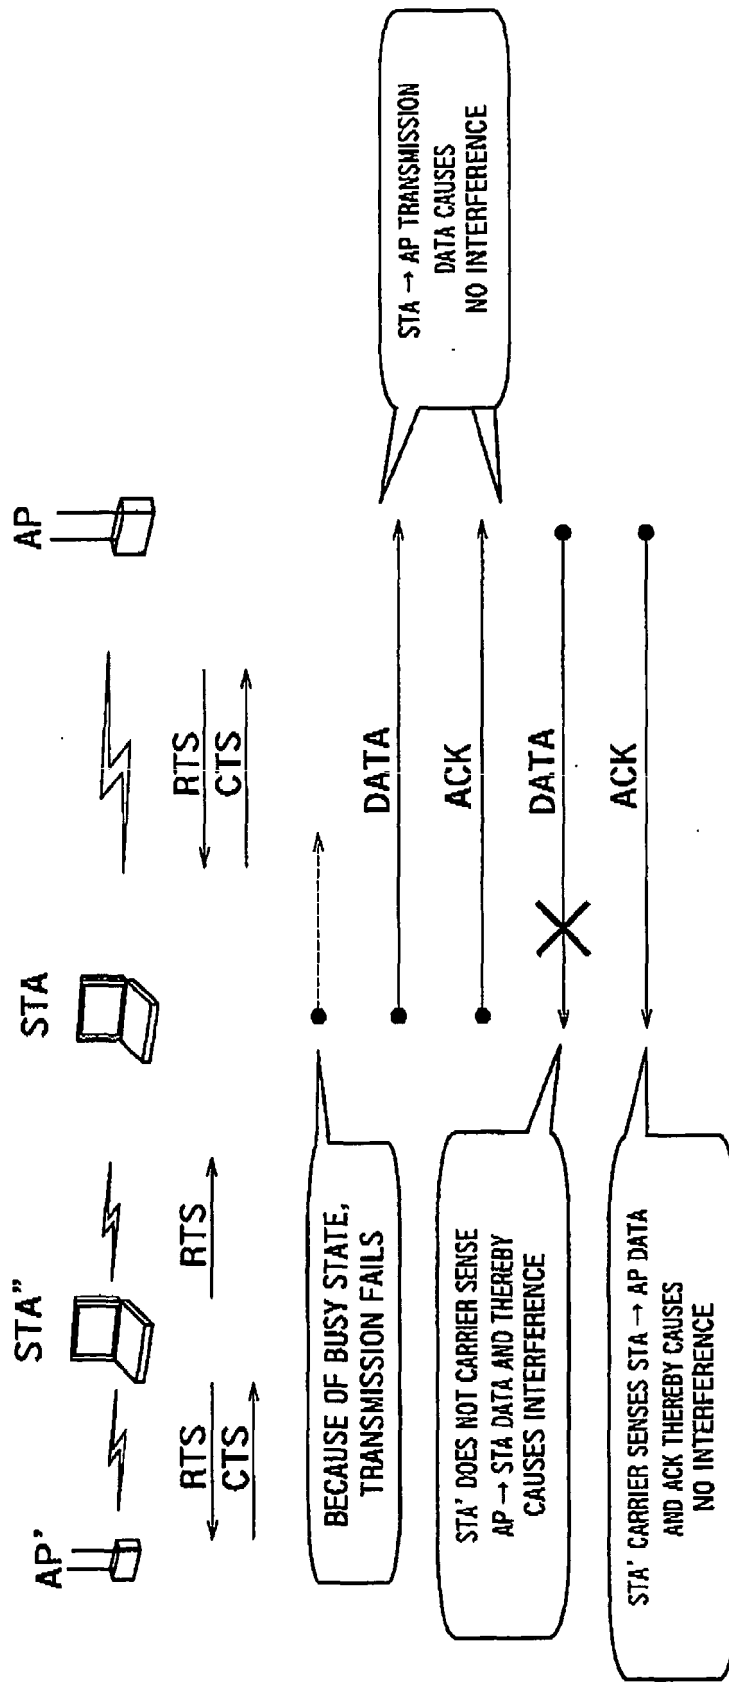 AP'
STA"
STA
AP
RTS
CTS
RTS
RTS
CTS
BECAUSE OF BUSY STATE,
TRANSMISSION FAILS
DATA
ACK
STA → AP TRANSMISSION
DATA CAUSES
NO INTERFERENCE
STA' DOES NOT CARRIER SENSE
AP → STA DATA AND THEREBY
CAUSES INTERFERENCE
DATA
STA' CARRIER SENSES STA → AP DATA
AND ACK THEREBY CAUSES
NO INTERFERENCE
ACK